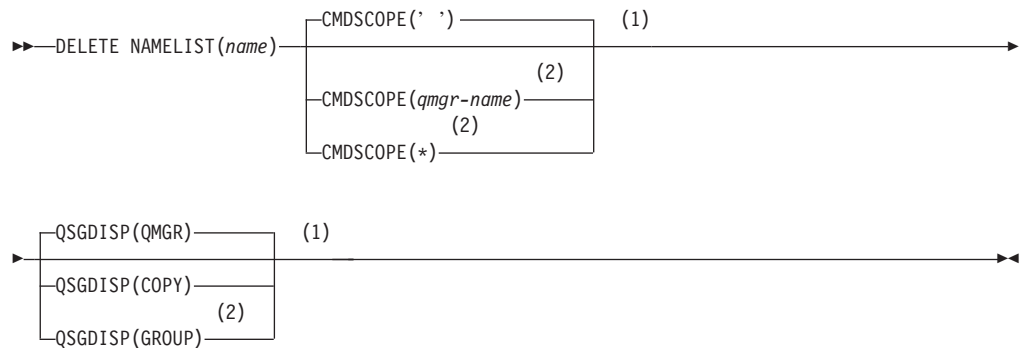 CMDSCOPE(' ') (1)
DELETE NAMELIST(name)
(2)
CMDSCOPE(qmgr-name)
(2)
CMDSCOPE(*)
QSGDISP(QMGR) (1)
QSGDISP(COPY)
(2)
QSGDISP(GROUP)